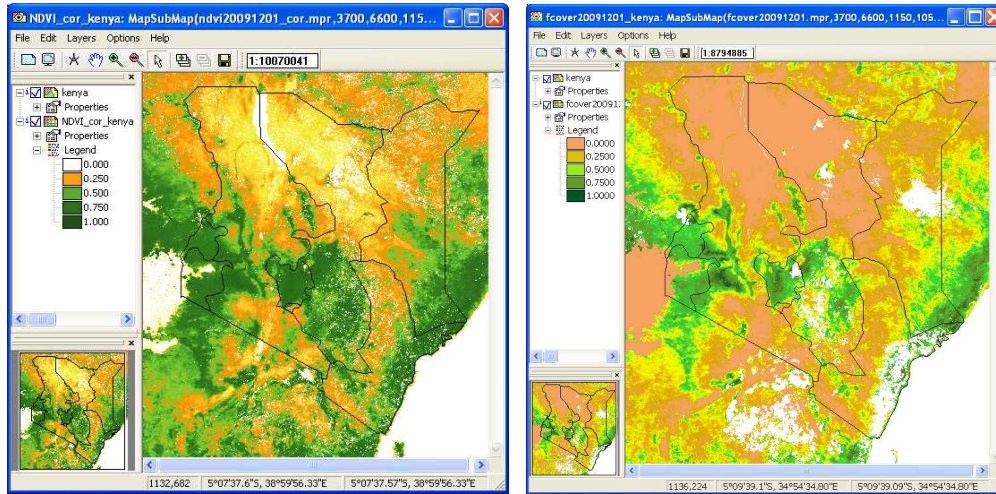 NDVI_cor_kenya: MapSubMap(ndvi20091201_cor.mpr,3700,6600,115...
File Edit Layers Options Help
1:10070041
kenya
Properties
NDVI_cor_kenya
Properties
Legend
0.000
0.250
0.500
0.750
1.000
1132,682 5°07'37.6"S, 38°59'56.33"E 5°07'37.57"S, 38°59'56.33"E
fcover20091201_kenya: MapSubMap(fcover20091201.mpr,3700,6600,1150,105...
File Edit Layers Options Help
1:8794885
kenya
Properties
fcover200912
Properties
Legend
0.0000
0.2500
0.5000
0.7500
1.0000
1136,224 5°09'39.1"S, 34°54'34.80"E 5°09'39.09"S, 34°54'34.80"E